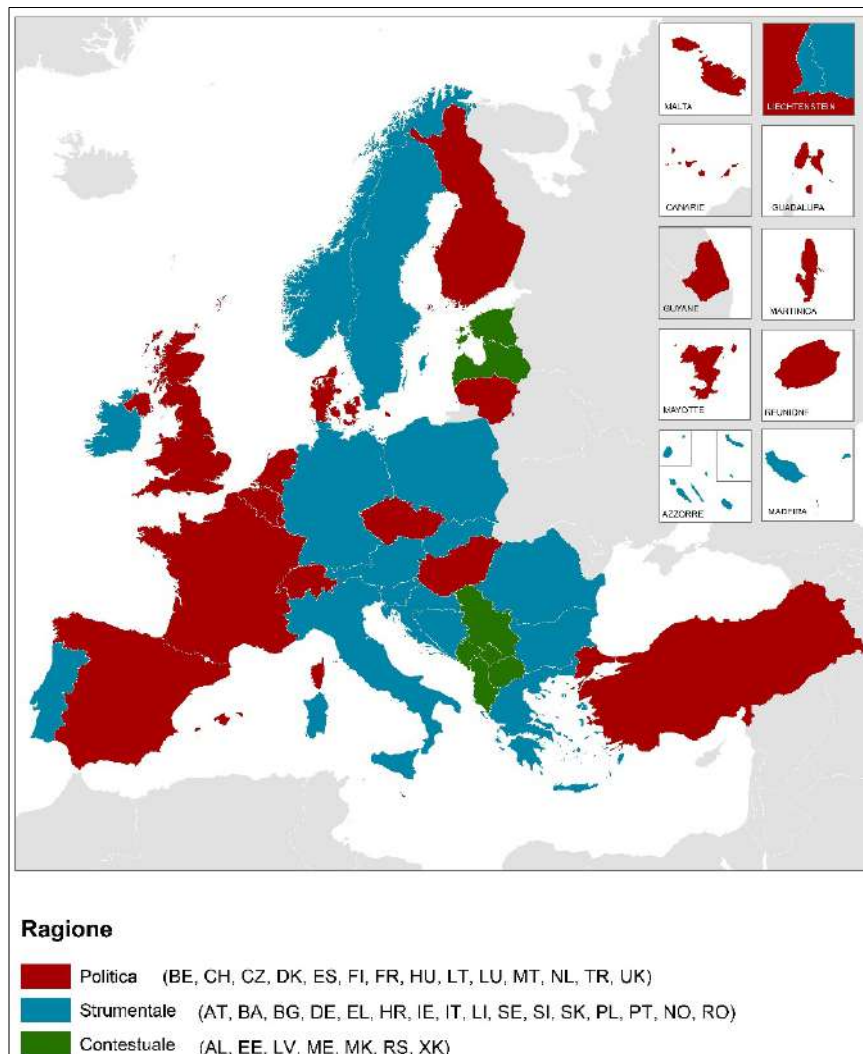 MALTA
LIECHTENSTEIN
CANARIE
GUADALUPA
GUYANE
MARTINICA
MAYOTTE
REUNIONE
AZZORRE
MADEIRA
Ragione
Politica (BE, CH, CZ, DK, ES, FI, FR, HU, LT, LU, MT, NL, TR, UK)
Strumentale (AT, BA, BG, DE, EL, HR, IE, IT, LI, SE, SI, SK, PL, PT, NO, RO)
Contestuale (AL, EE, LV, ME, MK, RS, XK)